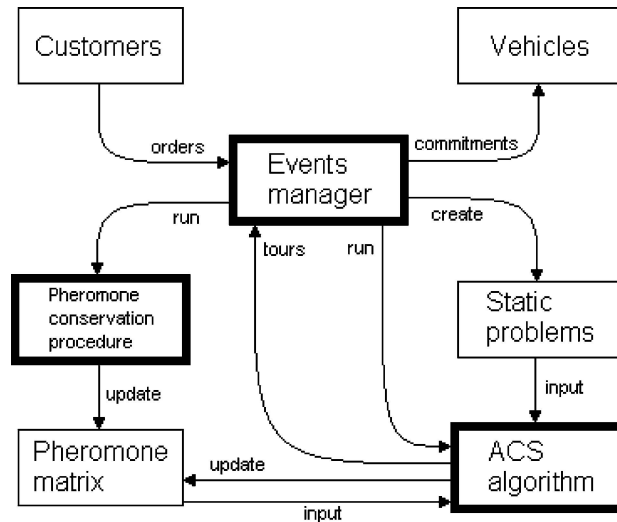 Customers
Vehicles
orders
commitments
Events
manager
run
create
tours
run
Pheromone
conservation
procedure
Static
problems
update
input
Pheromone
matrix
update
ACS
algorithm
input